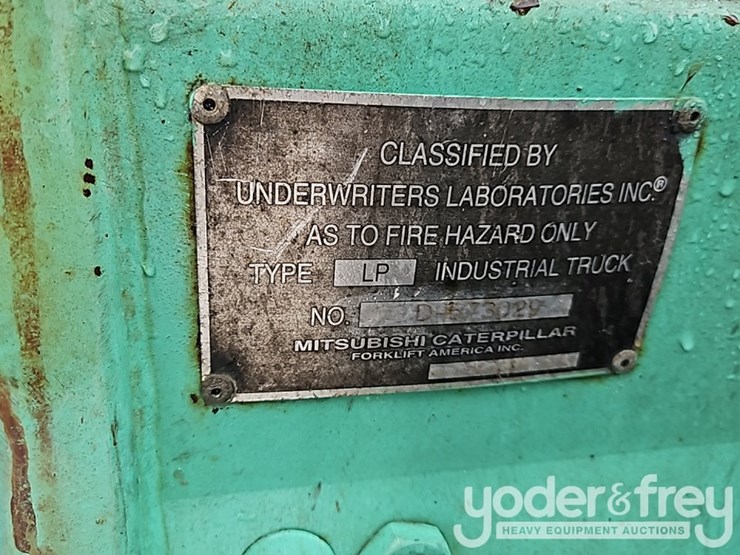 CLASSIFIED BY
UNDERWRITERS LABORATORIES INC.®
AS TO FIRE HAZARD ONLY
TYPE LP INDUSTRIAL TRUCK
NO.
MITSUBISHI CATERPILLAR
FORKLIFT AMERICA INC.
yoder&frey
HEAVY EQUIPMENT AUCTIONS